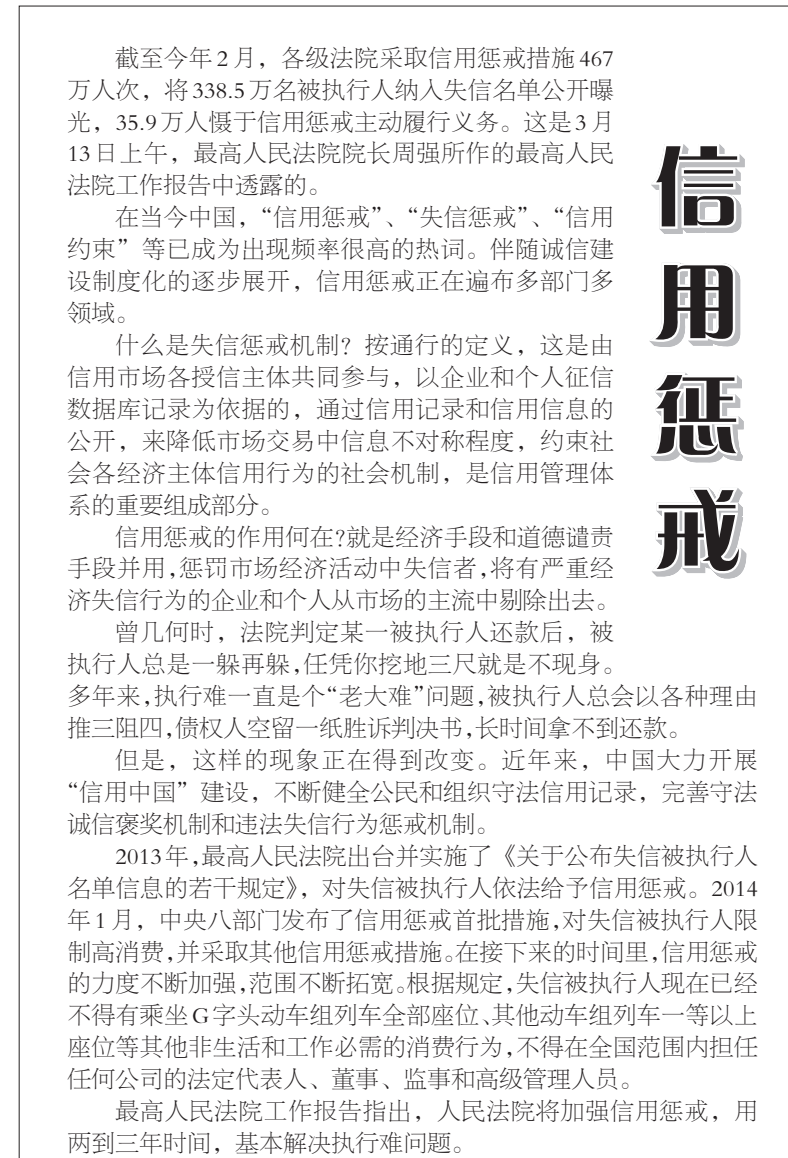 信用惩戒
截至今年2月，各级法院采取信用惩戒措施467
万人次，将338.5万名被执行人纳入失信名单公开曝
光，35.9万人慑于信用惩戒主动履行义务。这是3月
13日上午，最高人民法院院长周强所作的最高人民
法院工作报告中透露的。
在当今中国，“信用惩戒”、“失信惩戒”、“信用
约束”等已成为出现频率很高的热词。伴随诚信建
设制度化的逐步展开，信用惩戒正在遍布多部门多
领域。
什么是失信惩戒机制？按通行的定义，这是由
信用市场各授信主体共同参与，以企业和个人征信
数据库记录为依据的，通过信用记录和信用信息的
公开，来降低市场交易中信息不对称程度，约束社
会各经济主体信用行为的社会机制，是信用管理体
系的重要组成部分。
信用惩戒的作用何在?就是经济手段和道德谴责
手段并用,惩罚市场经济活动中失信者,将有严重经
济失信行为的企业和个人从市场的主流中剔除出去。
曾几何时，法院判定某一被执行人还款后，被
执行人总是一躲再躲,任凭你挖地三尺就是不现身。
多年来,执行难一直是个“老大难”问题,被执行人总会以各种理由
推三阻四,债权人空留一纸胜诉判决书,长时间拿不到还款。
但是，这样的现象正在得到改变。近年来，中国大力开展
“信用中国”建设，不断健全公民和组织守法信用记录，完善守法
诚信褒奖机制和违法失信行为惩戒机制。
2013年,最高人民法院出台并实施了《关于公布失信被执行人
名单信息的若干规定》，对失信被执行人依法给予信用惩戒。2014
年1月，中央八部门发布了信用惩戒首批措施,对失信被执行人限
制高消费,并采取其他信用惩戒措施。在接下来的时间里,信用惩戒
的力度不断加强,范围不断拓宽。根据规定,失信被执行人现在已经
不得有乘坐G字头动车组列车全部座位、其他动车组列车一等以上
座位等其他非生活和工作必需的消费行为,不得在全国范围内担任
任何公司的法定代表人、董事、监事和高级管理人员。
最高人民法院工作报告指出，人民法院将加强信用惩戒，用
两到三年时间，基本解决执行难问题。